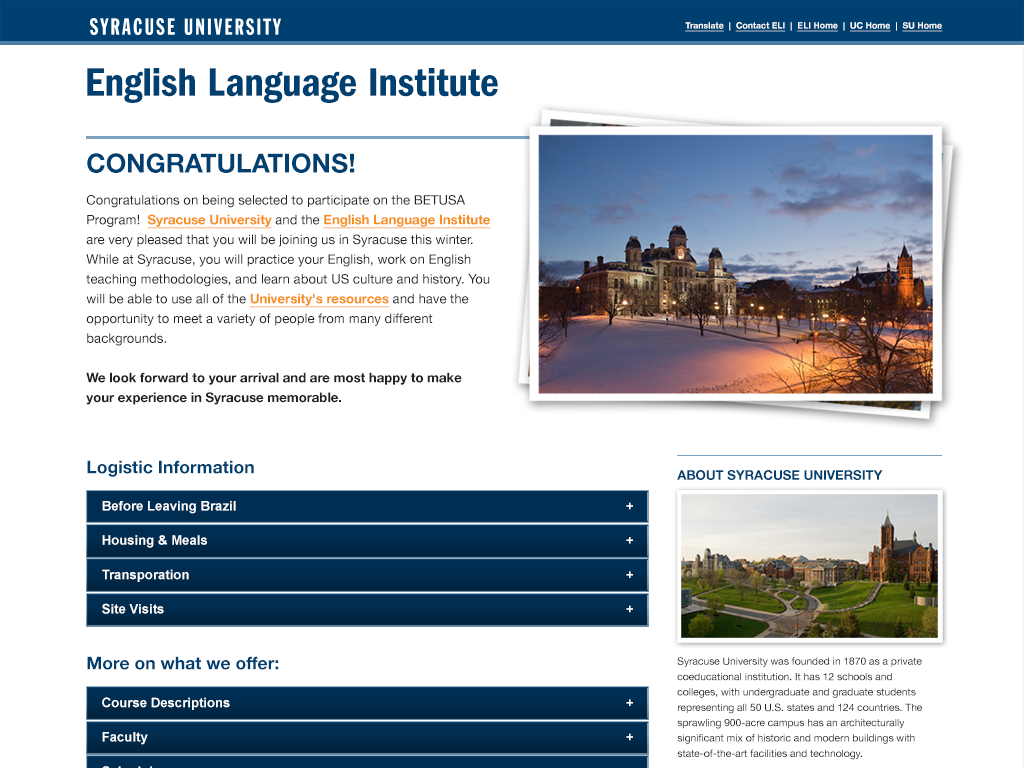 SYRACUSE UNIVERSITY
Translate | Contact ELI | ELI Home | UC Home | SU Home
English Language Institute
CONGRATULATIONS!
Congratulations on being selected to participate on the BETUSA
Program! Syracuse University and the English Language Institute
are very pleased that you will be joining us in Syracuse this winter.
While at Syracuse, you will practice your English, work on English
teaching methodologies, and learn about US culture and history. You
will be able to use all of the University's resources and have the
opportunity to meet a variety of people from many different
backgrounds.
We look forward to your arrival and are most happy to make
your experience in Syracuse memorable.
Logistic Information
Before Leaving Brazil +
Housing & Meals +
Transporation +
Site Visits +
More on what we offer:
Course Descriptions +
Faculty +
ABOUT SYRACUSE UNIVERSITY
Syracuse University was founded in 1870 as a private
coeducational institution. It has 12 schools and
colleges, with undergraduate and graduate students
representing all 50 U.S. states and 124 countries. The
sprawling 900-acre campus has an architecturally
significant mix of historic and modern buildings with
state-of-the-art facilities and technology.